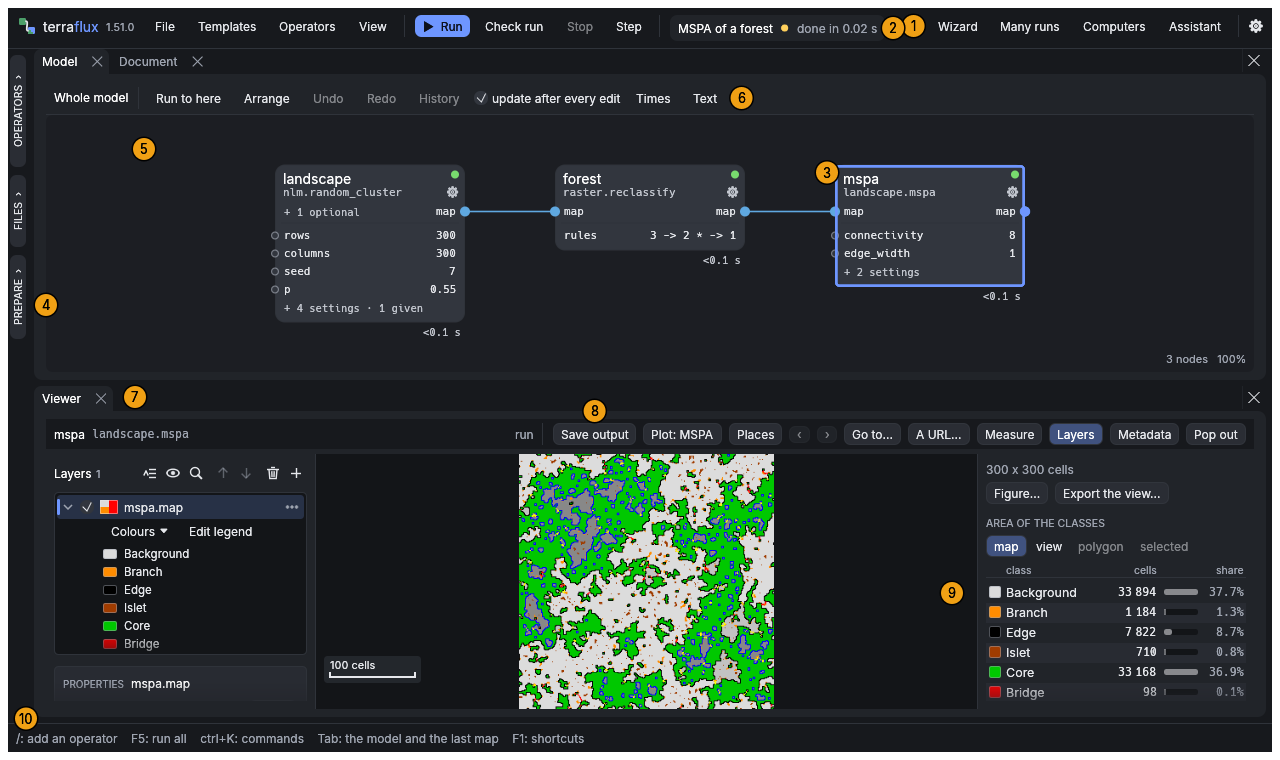 terraflux 1.51.0 File Templates Operators View Run Check run Stop Step MSPA of a forest done in 0.02 s 2 1 Wizard Many runs Computers Assistant
Model Document
Whole model Run to here Arrange Undo Redo History update after every edit Times Text 6
OPERATORS
FILES
PREPARE
5
4
landscape
nlm.random_cluster
+ 1 optional map
rows 300
columns 300
seed 7
p 0.55
+ 4 settings · 1 given
<0.1 s
forest
raster.reclassify
map map
rules 3 -> 2 * -> 1
<0.1 s
3
mspa
landscape.mspa
map map
connectivity 8
edge_width 1
+ 2 settings
<0.1 s
3 nodes 100%
Viewer 7
8
mspa landscape.mspa run Save output Plot: MSPA Places ‹ › Go to... A URL... Measure Layers Metadata Pop out
Layers 1
mspa.map
Colours Edit legend
Background
Branch
Edge
Islet
Core
Bridge
PROPERTIES mspa.map
100 cells
9
300 x 300 cells
Figure... Export the view...
AREA OF THE CLASSES
map view polygon selected
class cells share
Background 33 894 37.7%
Branch 1 184 1.3%
Edge 7 822 8.7%
Islet 710 0.8%
Core 33 168 36.9%
Bridge 98 0.1%
10
/: add an operator F5: run all ctrl+K: commands Tab: the model and the last map F1: shortcuts